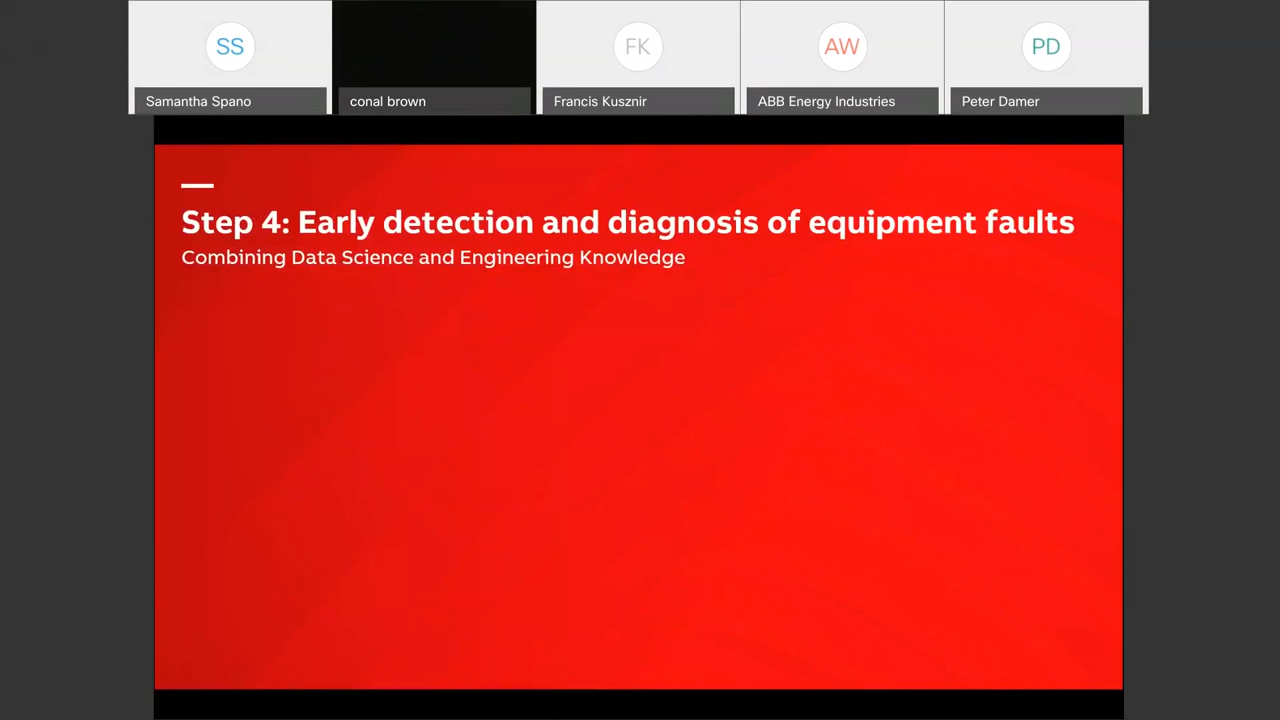 SS
FK
AW
PD
Samantha Spano
conal brown
Francis Kusznir
ABB Energy Industries
Peter Damer
Step 4: Early detection and diagnosis of equipment faults
Combining Data Science and Engineering Knowledge